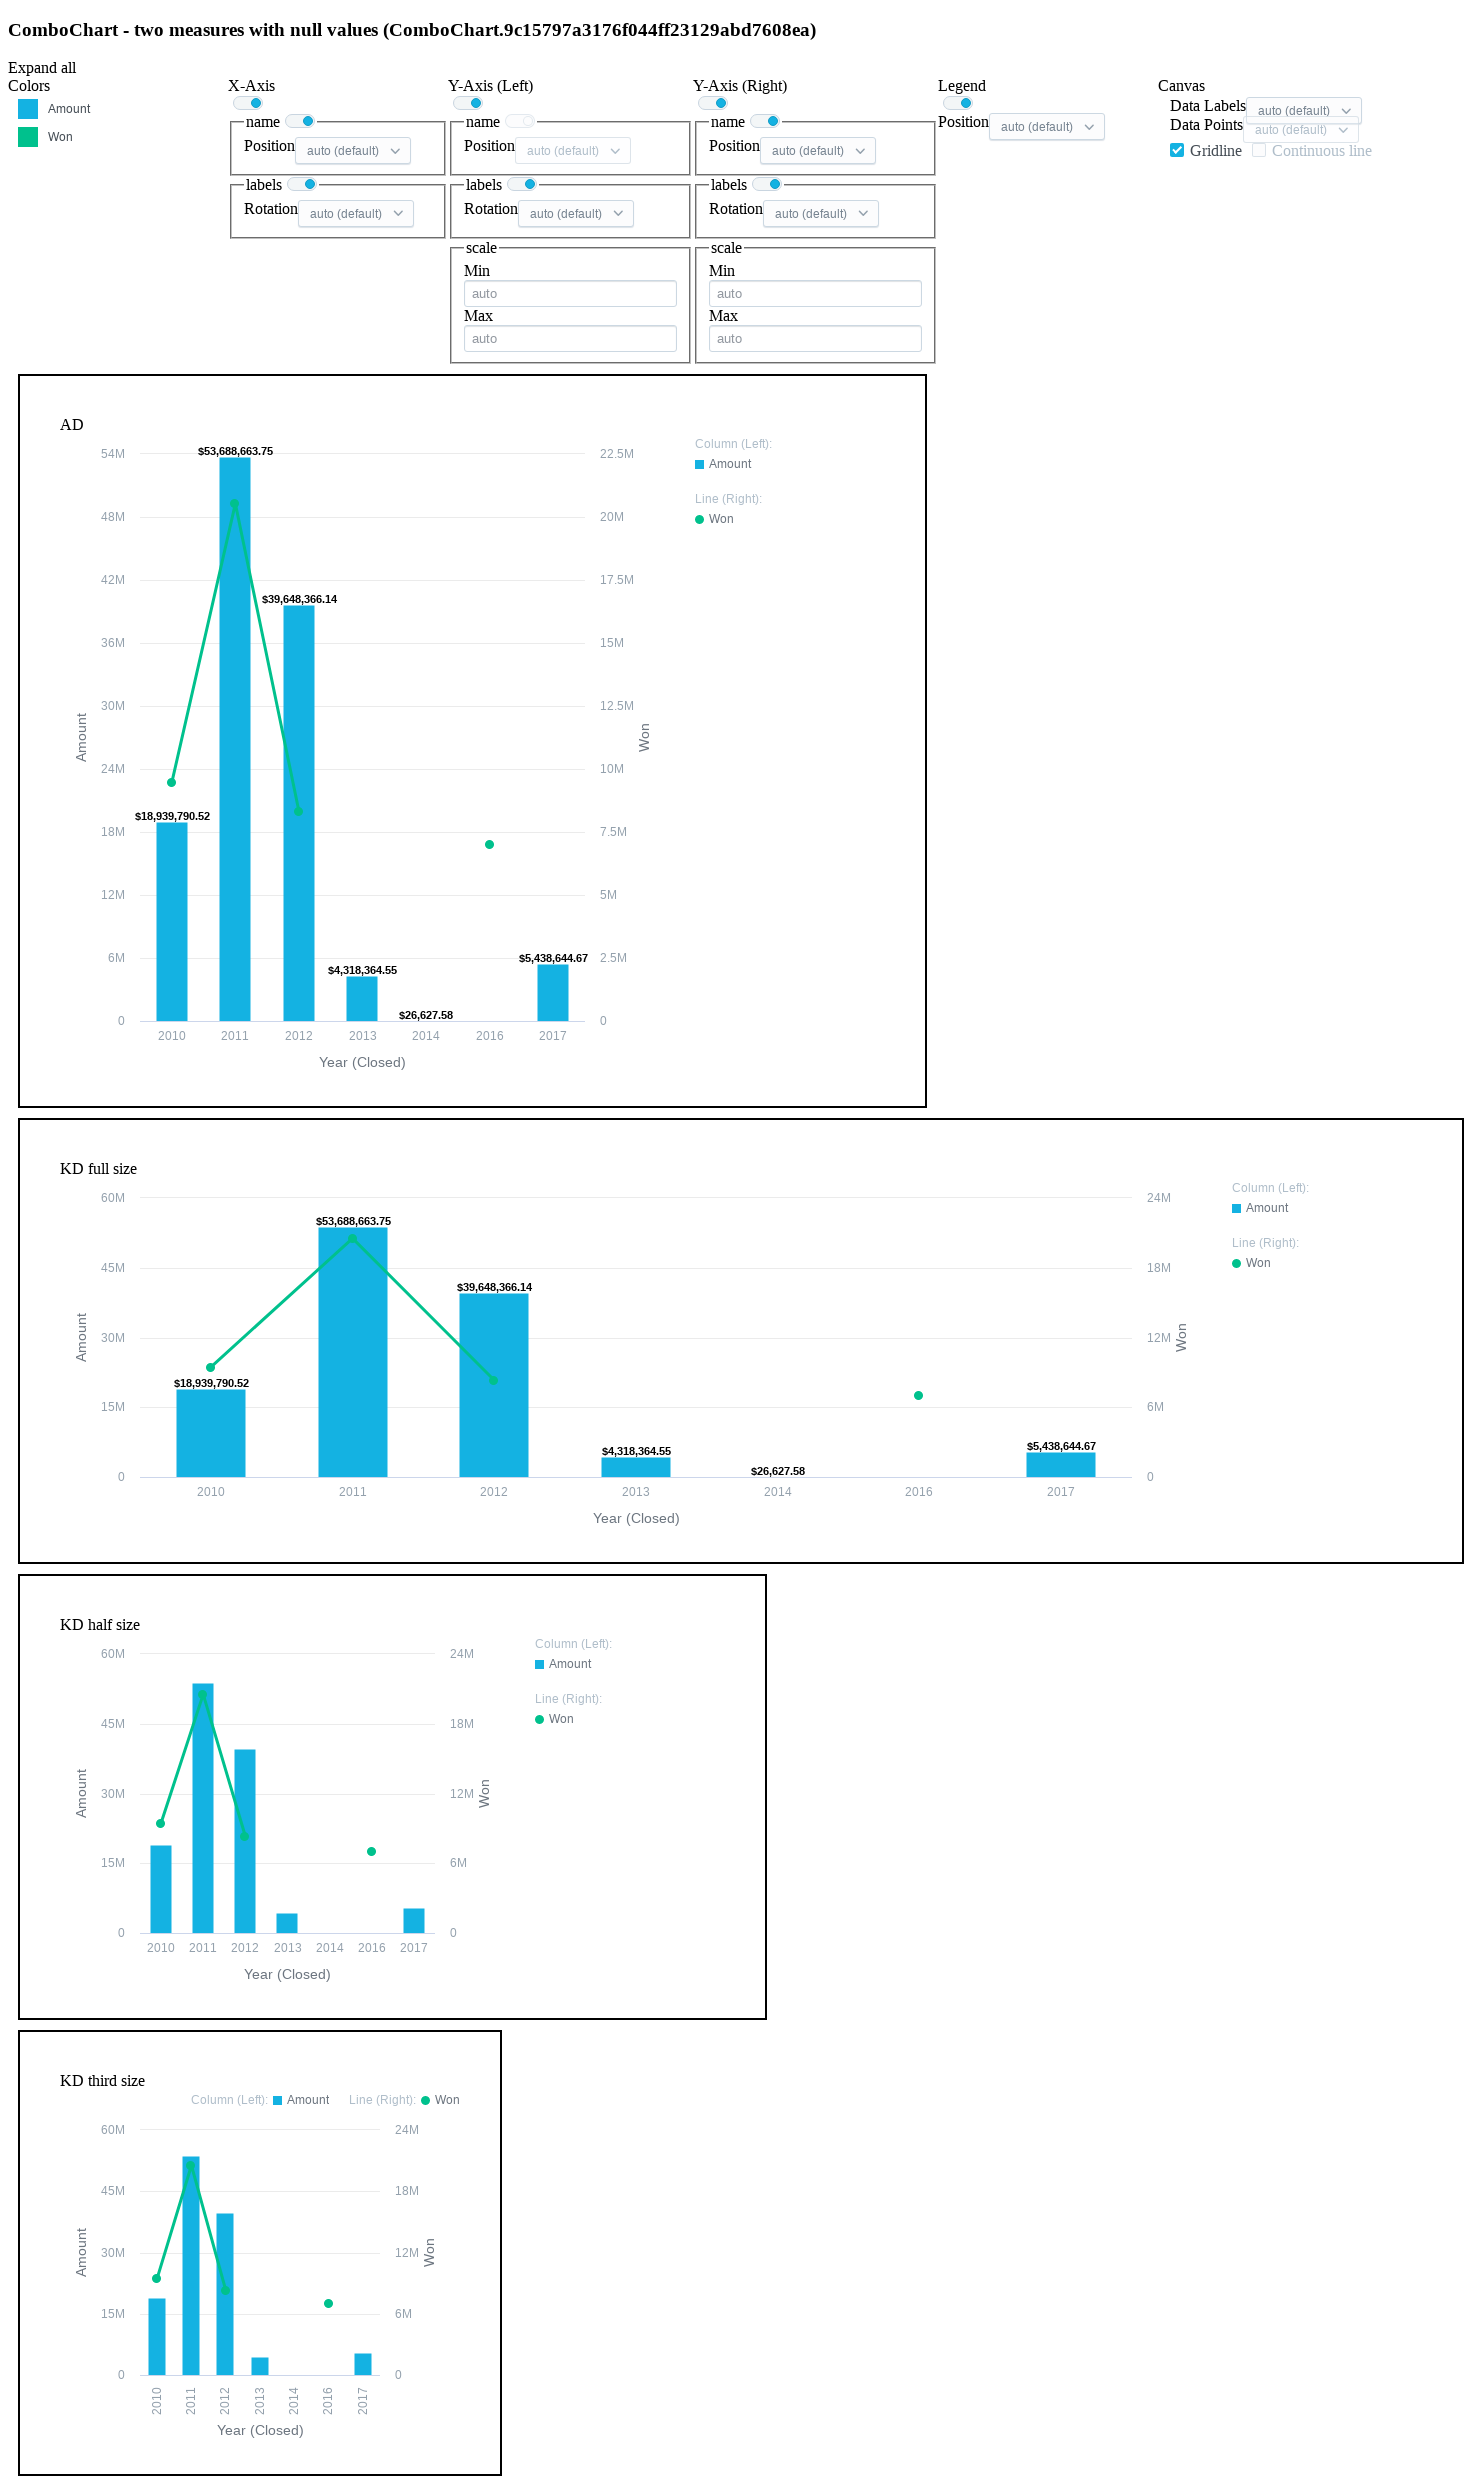 ComboChart - two measures with null values (ComboChart.9c15797a3176f044ff23129abd7608ea)
Expand all
Colors
Amount
Won
X-Axis
name
Position auto (default)
labels
Rotation auto (default)
Y-Axis (Left)
name
Position auto (default)
labels
Rotation auto (default)
scale
Min
auto
Max
auto
Y-Axis (Right)
name
Position auto (default)
labels
Rotation auto (default)
scale
Min
auto
Max
auto
Legend
Position auto (default)
Canvas
Data Labels auto (default)
Data Points auto (default)
Gridline Continuous line
AD
54M
48M
42M
36M
30M
24M
18M
12M
6M
0
Amount
$18,939,790.52
$53,688,663.75
$39,648,366.14
$4,318,364.55
$26,627.58
$5,438,644.67
22.5M
20M
17.5M
15M
12.5M
10M
7.5M
5M
2.5M
0
Won
2010 2011 2012 2013 2014 2016 2017
Year (Closed)
Column (Left):
Amount
Line (Right):
Won
KD full size
60M
45M
30M
15M
0
Amount
$18,939,790.52
$53,688,663.75
$39,648,366.14
$4,318,364.55
$26,627.58
$5,438,644.67
24M
18M
12M
6M
0
Won
2010 2011 2012 2013 2014 2016 2017
Year (Closed)
Column (Left):
Amount
Line (Right):
Won
KD half size
60M
45M
30M
15M
0
Amount
24M
18M
12M
6M
0
Won
2010 2011 2012 2013 2014 2016 2017
Year (Closed)
Column (Left):
Amount
Line (Right):
Won
KD third size
Column (Left): Amount Line (Right): Won
60M
45M
30M
15M
0
Amount
24M
18M
12M
6M
0
Won
2010 2011 2012 2013 2014 2016 2017
Year (Closed)